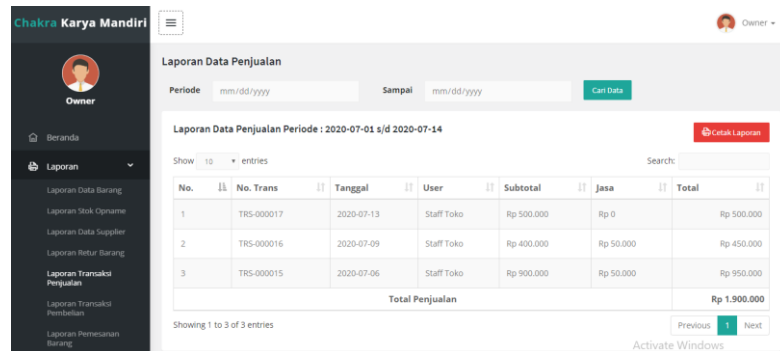 Chakra Karya Mandiri
Owner
Owner
Beranda
Laporan
Laporan Data Barang
Laporan Stok Opname
Laporan Data Supplier
Laporan Retur Barang
Laporan Transaksi
Penjualan
Laporan Transaksi
Pembelian
Laporan Pemesanan
Barang
Laporan Data Penjualan
Periode mm/dd/yyyy Sampai mm/dd/yyyy Cari Data
Laporan Data Penjualan Periode : 2020-07-01 s/d 2020-07-14 Cetak Laporan
Show 10 entries Search:
No. No. Trans Tanggal User Subtotal Jasa Total
1 TRS-000017 2020-07-13 Staff Toko Rp 500.000 Rp 0 Rp 500.000
2 TRS-000016 2020-07-09 Staff Toko Rp 400.000 Rp 50.000 Rp 450.000
3 TRS-000015 2020-07-06 Staff Toko Rp 900.000 Rp 50.000 Rp 950.000
Total Penjualan Rp 1.900.000
Showing 1 to 3 of 3 entries Previous 1 Next
Activate Windows